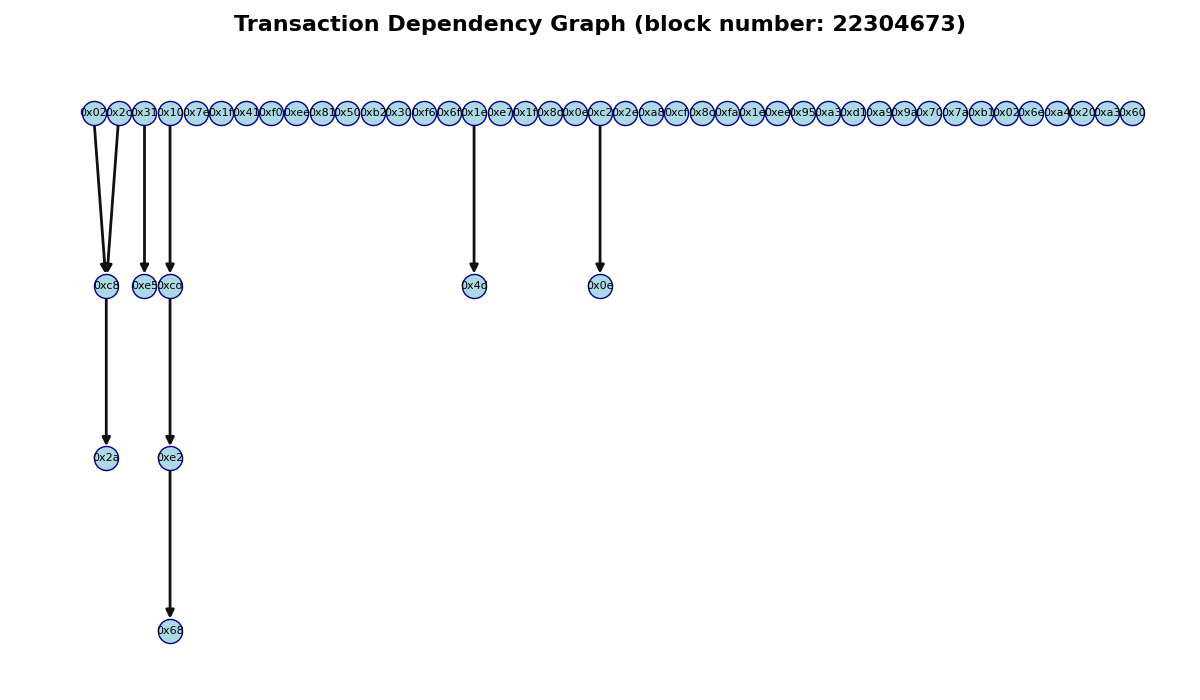 Transaction Dependency Graph (block number: 22304673)
0x02 0x2c 0x31 0x10 0x7e 0x1f 0x41 0xf0 0xee 0x81 0x50 0xb2 0x30 0xf6 0x6f 0x1e 0xe7 0x1f 0x8d 0x0e 0xc2 0x2e 0xa8 0xcf 0x8c 0xfa 0x1e 0xee 0x95 0xa3 0xd1 0xa9 0x9a 0x70 0x7a 0xb1 0x02 0x6e 0xa4 0x20 0xa3 0x60
0xc8 0xe5 0xcd 0x4d 0x0e
0x2a 0xe2
0x68